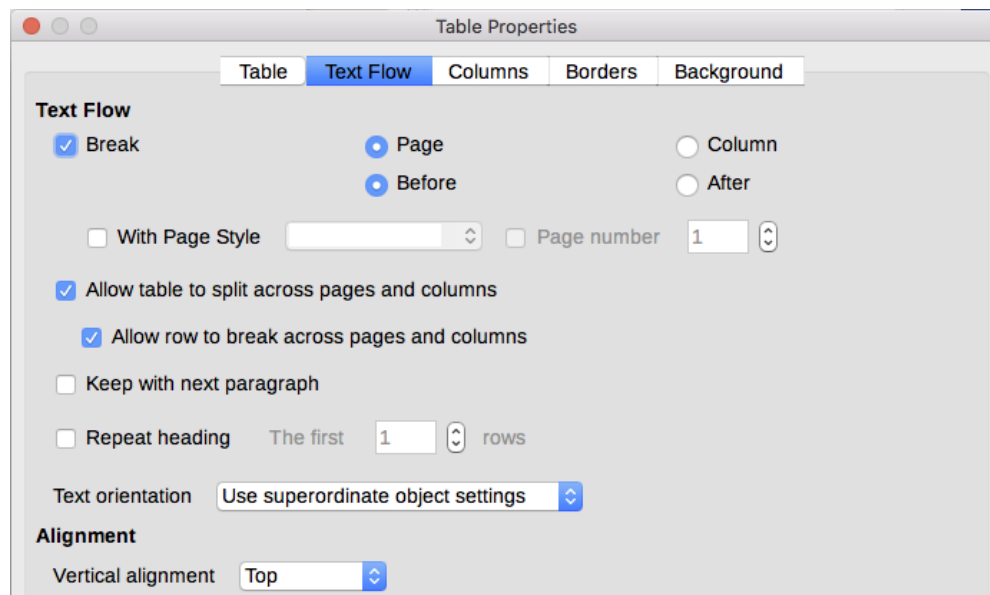 Table Properties
Table Text Flow Columns Borders Background
Text Flow
Break Page Column
Before After
With Page Style Page number 1
Allow table to split across pages and columns
Allow row to break across pages and columns
Keep with next paragraph
Repeat heading The first 1 rows
Text orientation Use superordinate object settings
Alignment
Vertical alignment Top